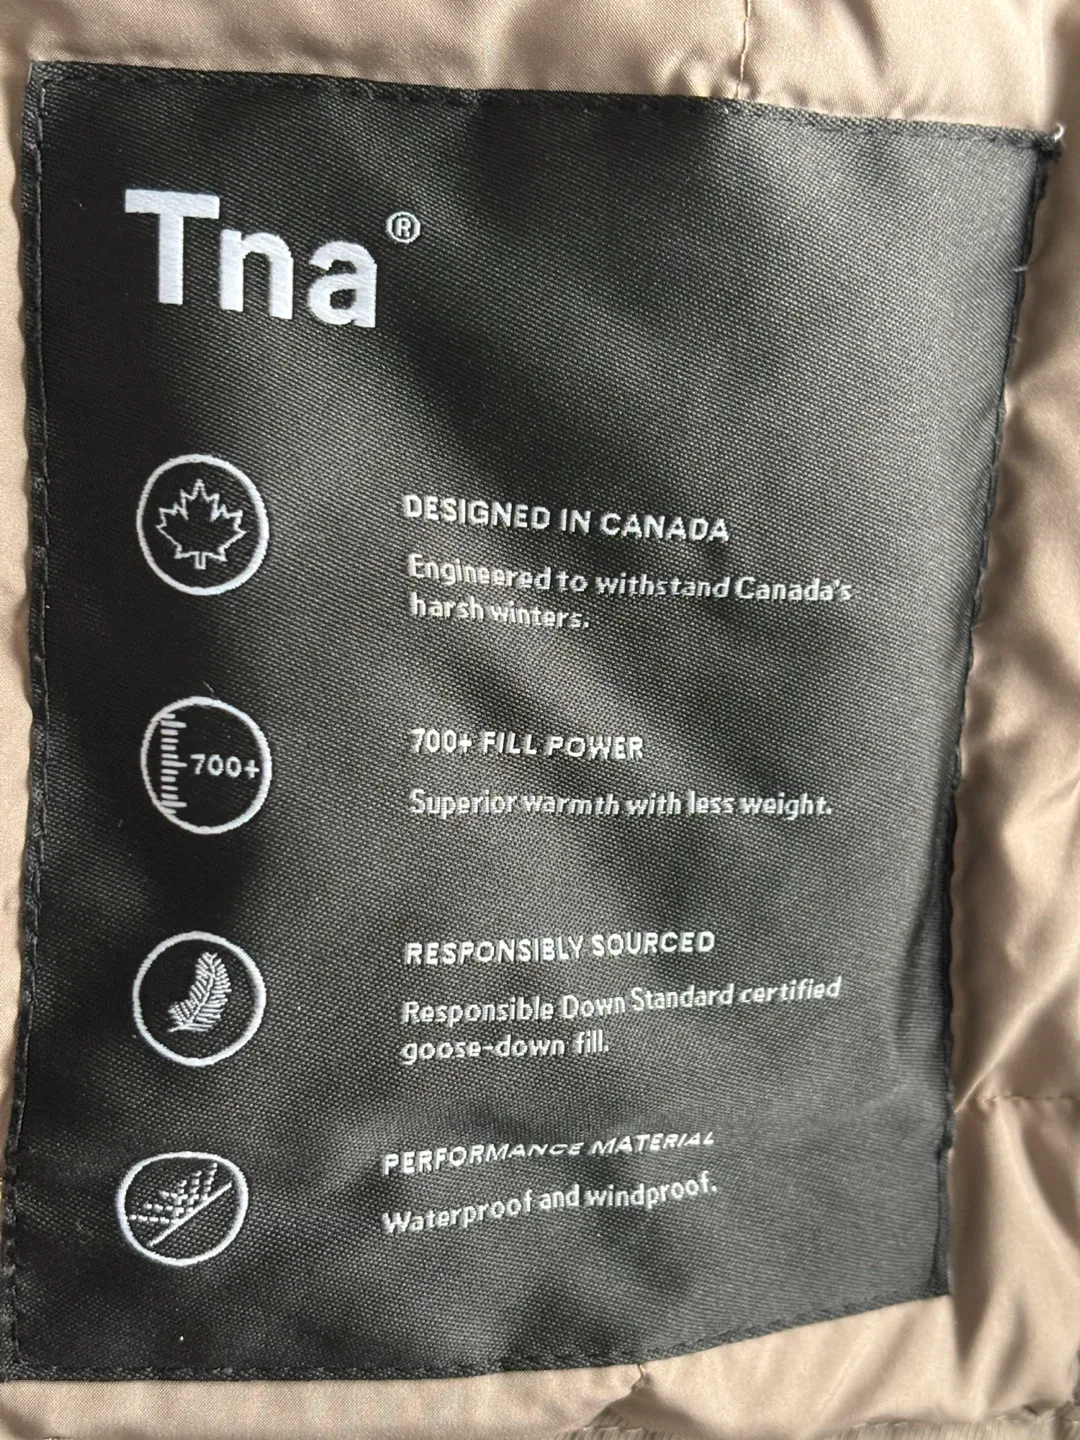 Tna®
DESIGNED IN CANADA
Engineered to withstand Canada's
harsh winters.
700+
700+ FILL POWER
Superior warmth with less weight.
RESPONSIBLY SOURCED
Responsible Down Standard certified
goose-down fill.
PERFORMANCE MATERIAL
Waterproof and windproof.